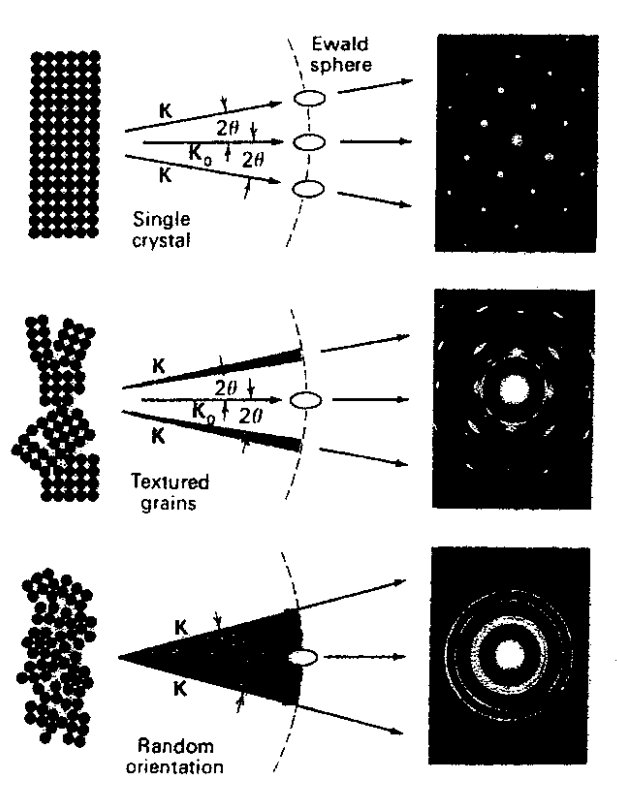 Ewald
sphere
K
2θ
K₀ 2θ
K
Single
crystal
K
2θ
K₀ 2θ
K
Textured
grains
K
K
Random
orientation